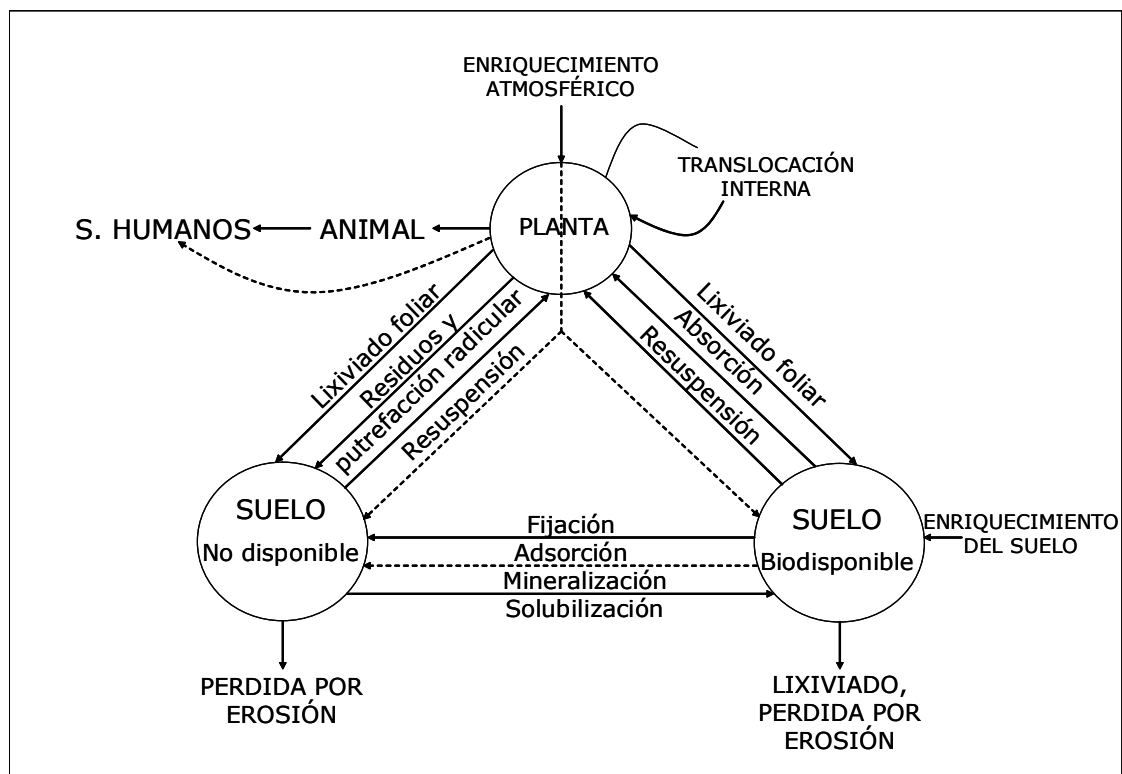 ENRIQUECIMIENTO
ATMOSFÉRICO
TRANSLOCACIÓN
INTERNA
PLANTA
S. HUMANOS
ANIMAL
Lixiviado foliar
Residuos y
putrefacción radicular
Resuspensión
Lixiviado foliar
Absorción
Resuspensión
SUELO
No disponible
Fijación
Adsorción
Mineralización
Solubilización
SUELO
Biodisponible
ENRIQUECIMIENTO
DEL SUELO
PERDIDA POR
EROSIÓN
LIXIVIADO,
PERDIDA POR
EROSIÓN